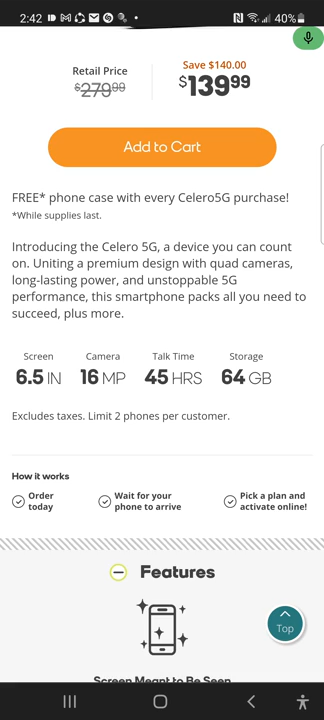 2:42
40%
Retail Price
$279⁹⁹
Save $140.00
$139⁹⁹
Add to Cart
FREE* phone case with every Celero5G purchase!
*While supplies last.
Introducing the Celero 5G, a device you can count
on. Uniting a premium design with quad cameras,
long-lasting power, and unstoppable 5G
performance, this smartphone packs all you need to
succeed, plus more.
Screen Camera Talk Time Storage
6.5 IN 16 MP 45 HRS 64 GB
Excludes taxes. Limit 2 phones per customer.
How it works
Order
today
Wait for your
phone to arrive
Pick a plan and
activate online!
Features
Top
Screen Meant to Be Seen